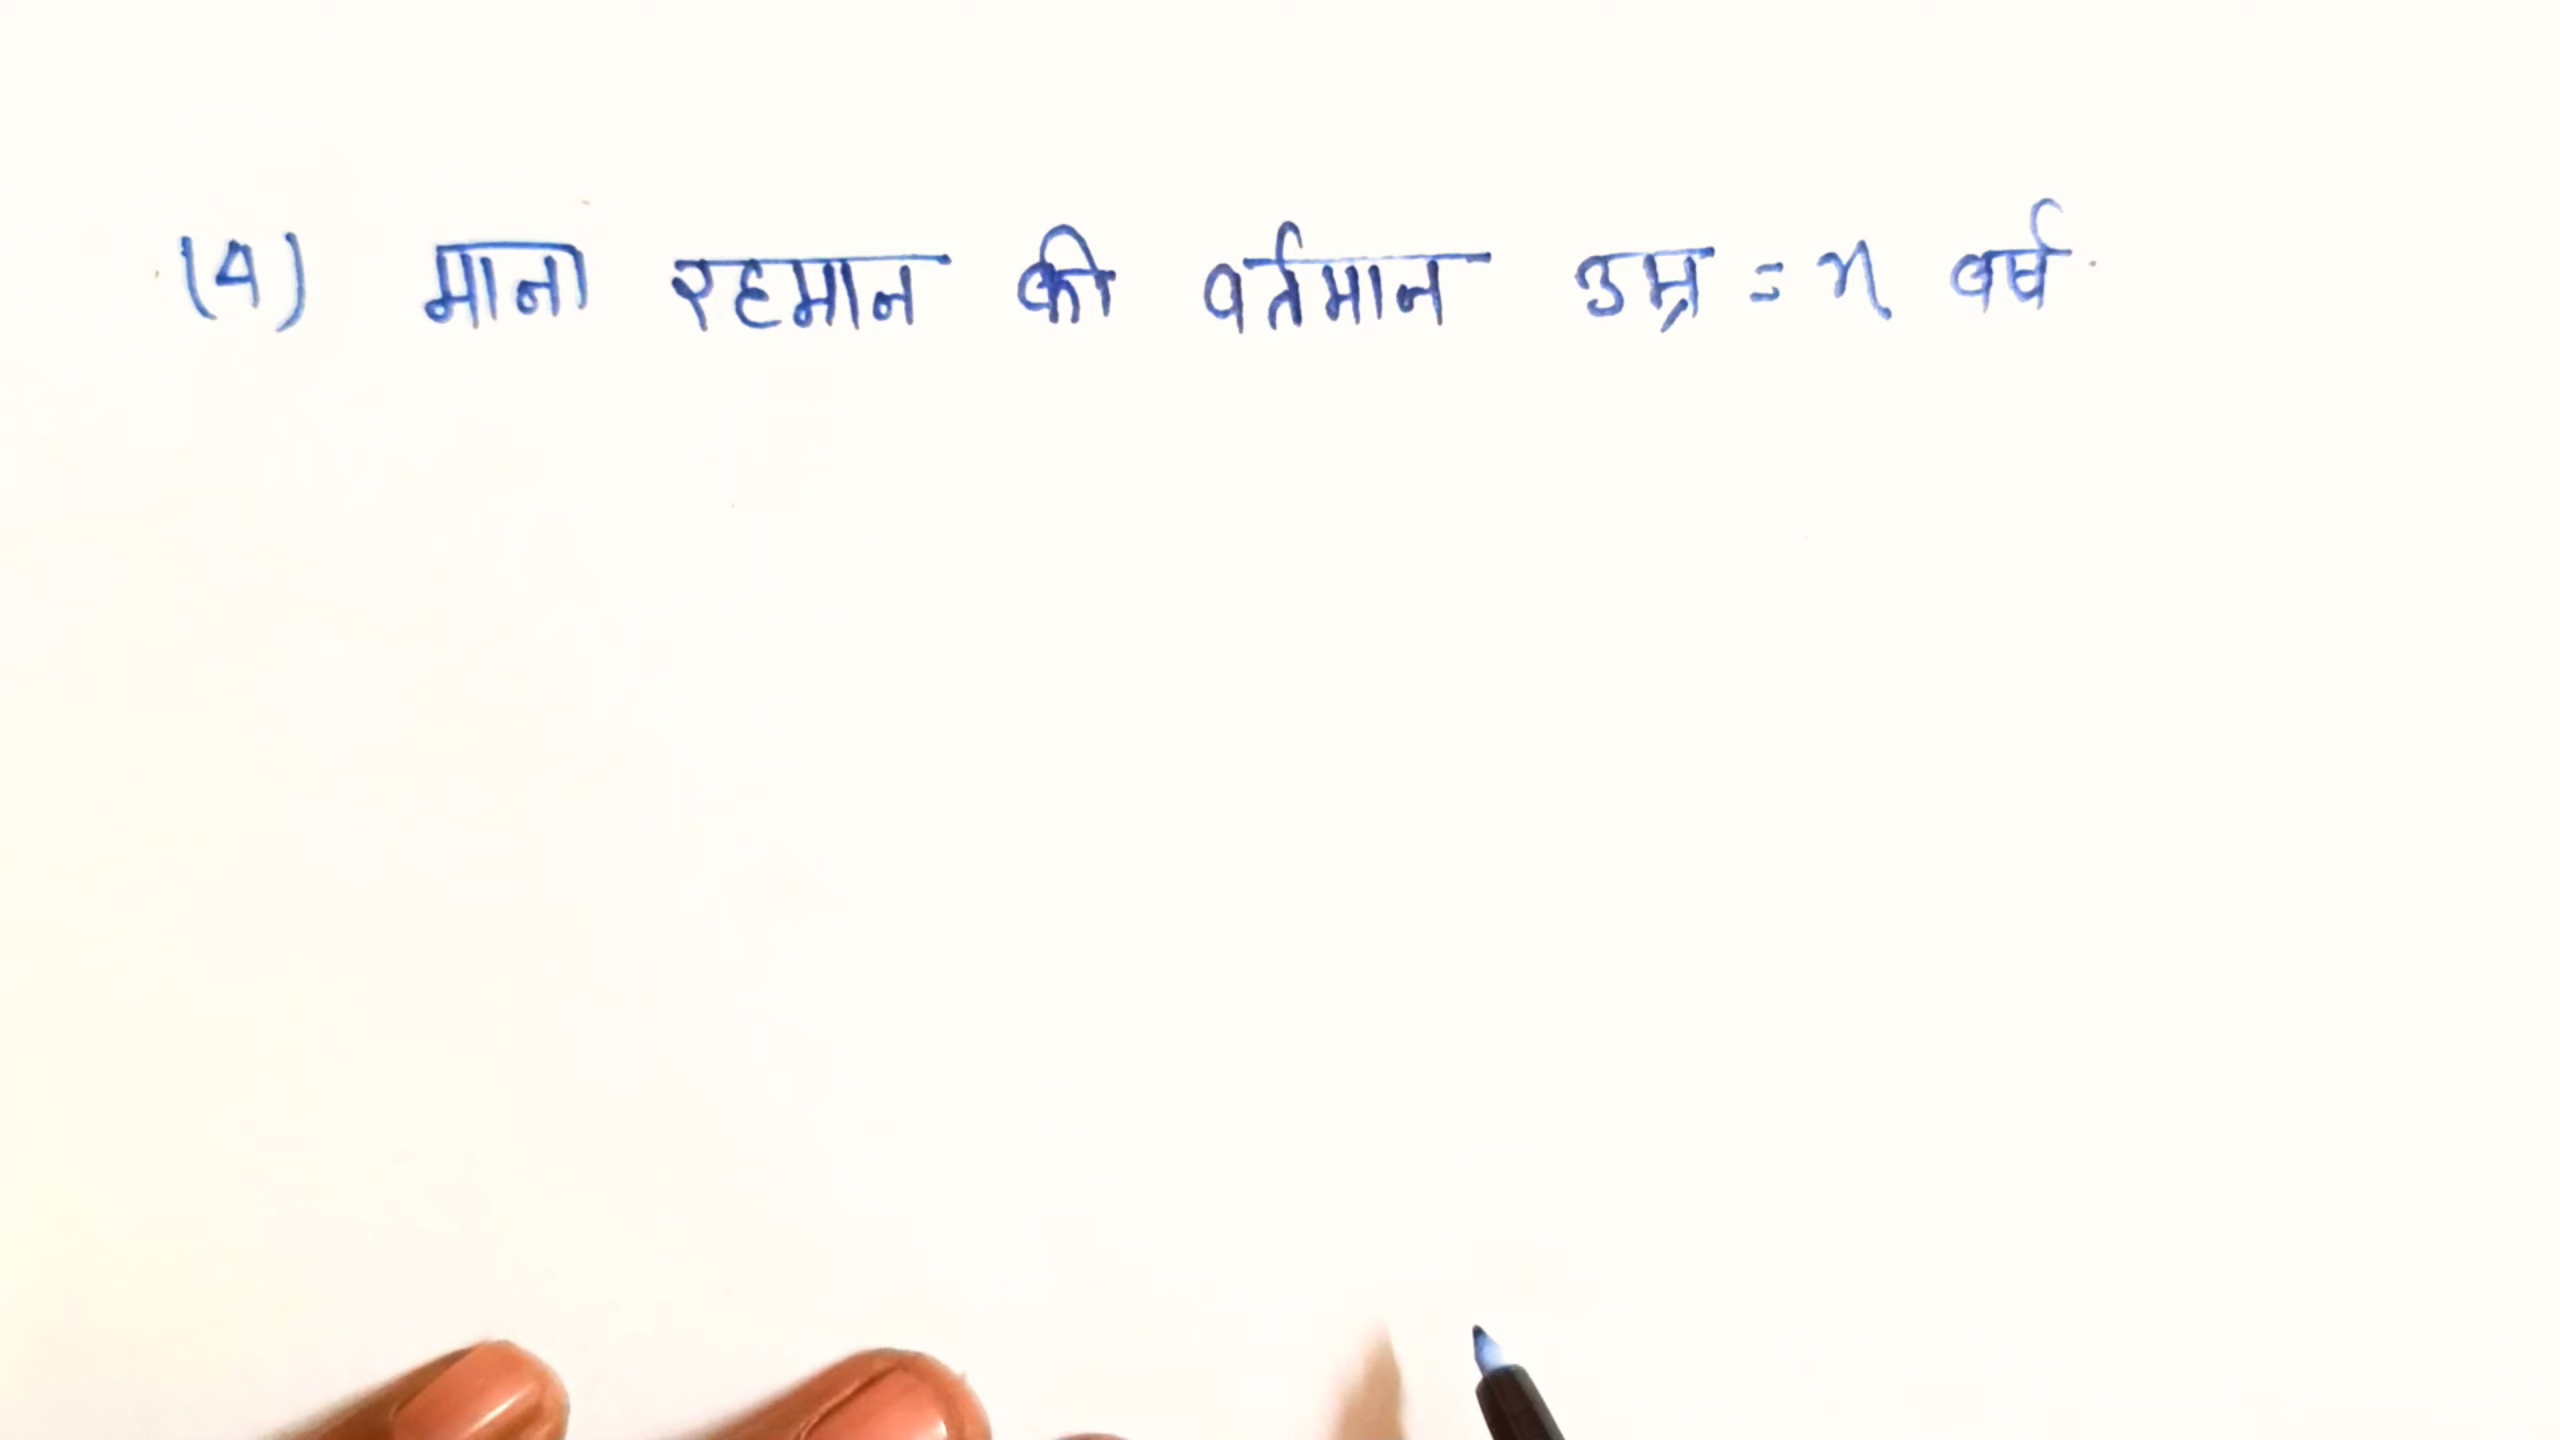 (4) माना रहमान की वर्तमान उम्र = x वर्ष